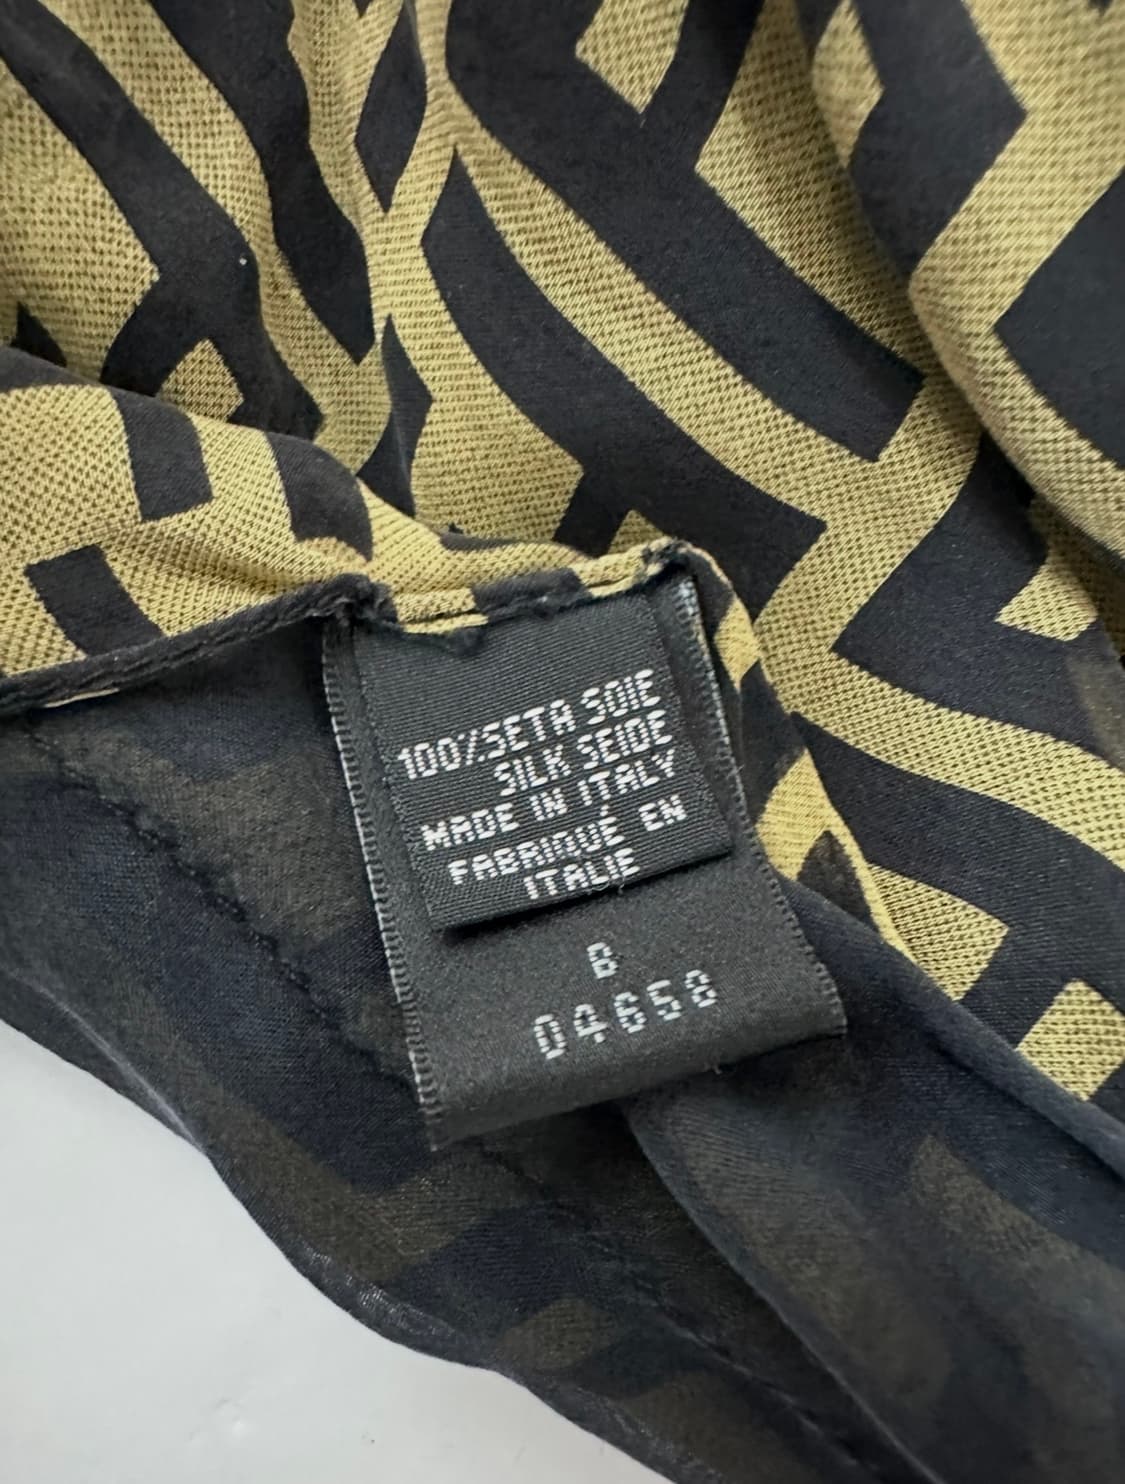 100%SETA SOIE
SILK SEIDE
MADE IN ITALY
FABRIQUÉ EN
ITALIE
B
04658